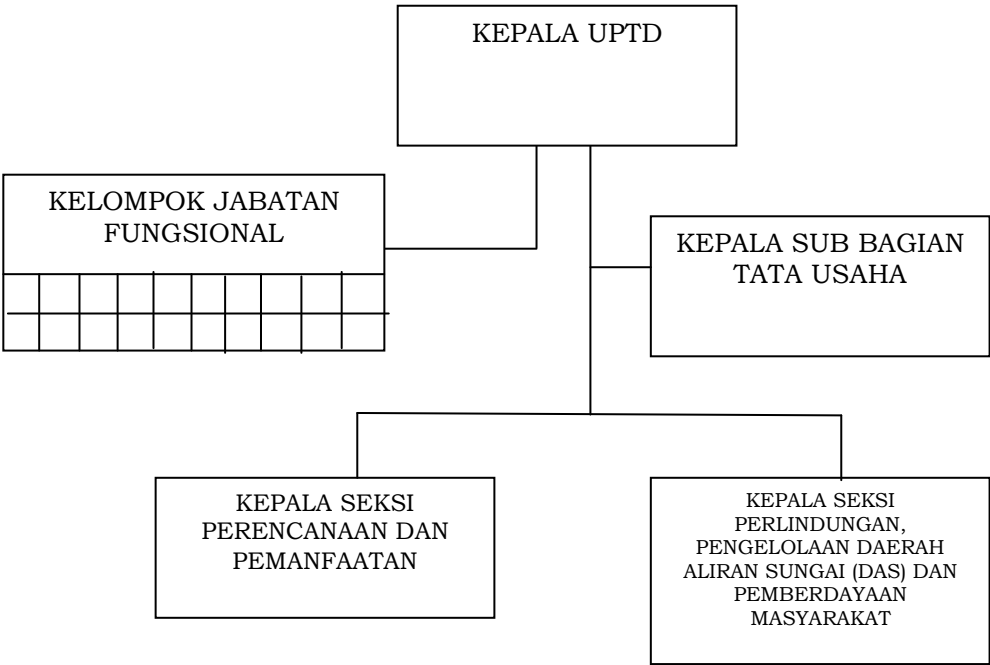 KEPALA UPTD
KELOMPOK JABATAN
FUNGSIONAL
KEPALA SUB BAGIAN
TATA USAHA
KEPALA SEKSI
PERENCANAAN DAN
PEMANFAATAN
KEPALA SEKSI
PERLINDUNGAN,
PENGELOLAAN DAERAH
ALIRAN SUNGAI (DAS) DAN
PEMBERDAYAAN
MASYARAKAT